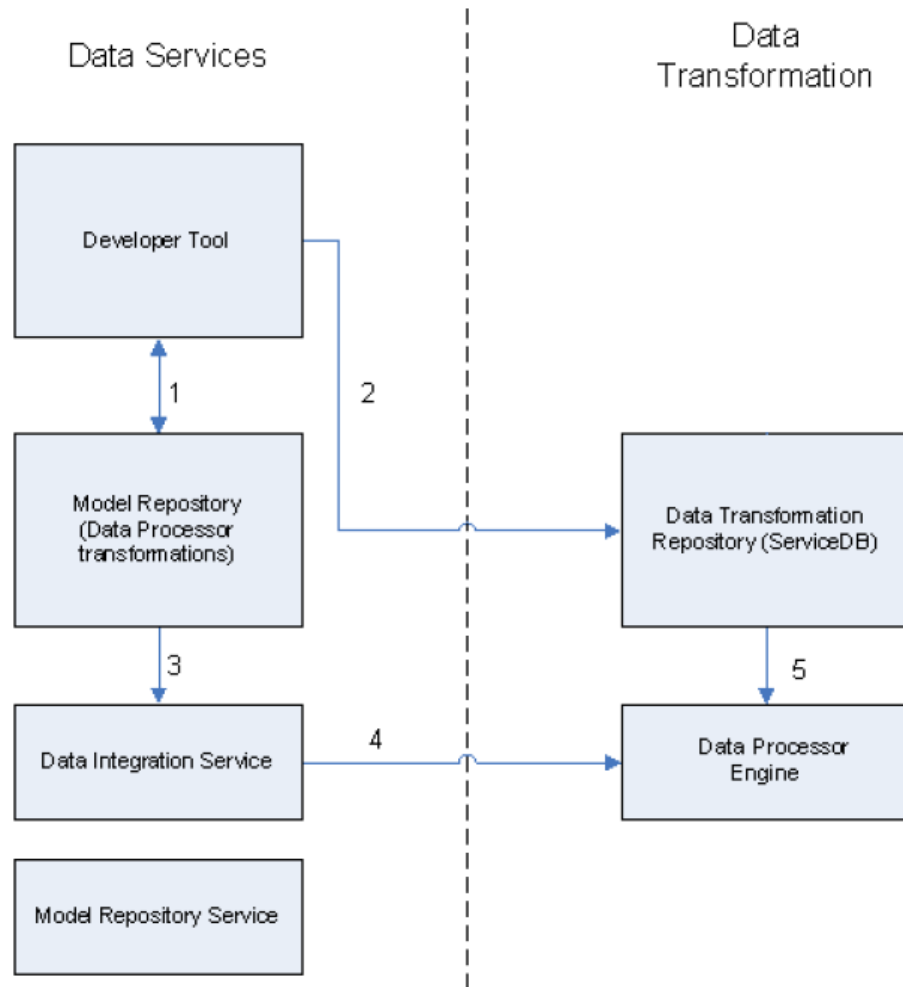 Data Services
Data
Transformation
Developer Tool
1
2
Model Repository
(Data Processor
transformations)
Data Transformation
Repository (ServiceDB)
3
5
Data Integration Service
4
Data Processor
Engine
Model Repository Service